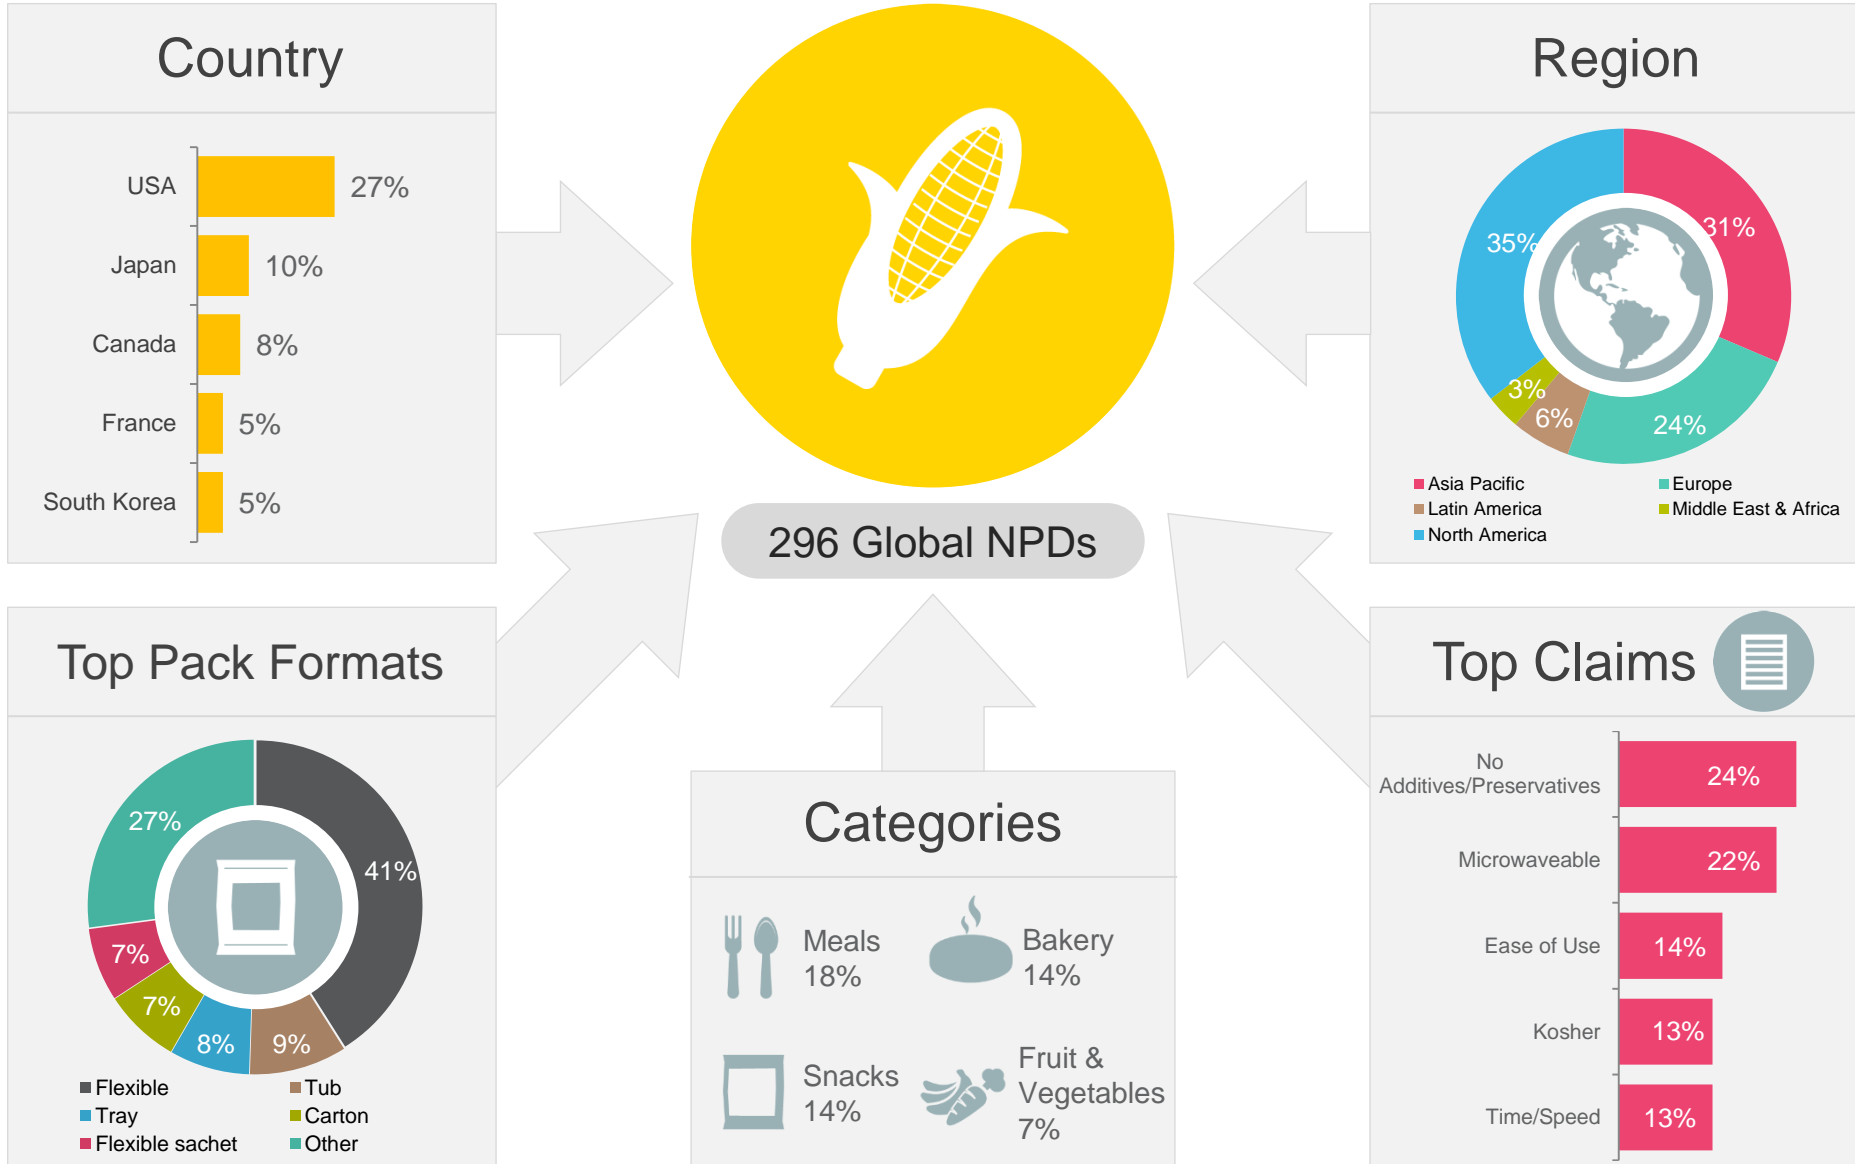 Country
USA
27%
Japan
10%
Canada
8%
France
5%
South Korea
5%
296 Global NPDs
Region
31%
35%
3%
6%
24%
Asia Pacific
Europe
Latin America
Middle East & Africa
North America
Top Pack Formats
27%
41%
7%
7%
8%
9%
Flexible
Tub
Tray
Carton
Flexible sachet
Other
Categories
Meals
18%
Bakery
14%
Snacks
14%
Fruit &
Vegetables
7%
Top Claims
No
Additives/Preservatives
24%
Microwaveable
22%
Ease of Use
14%
Kosher
13%
Time/Speed
13%